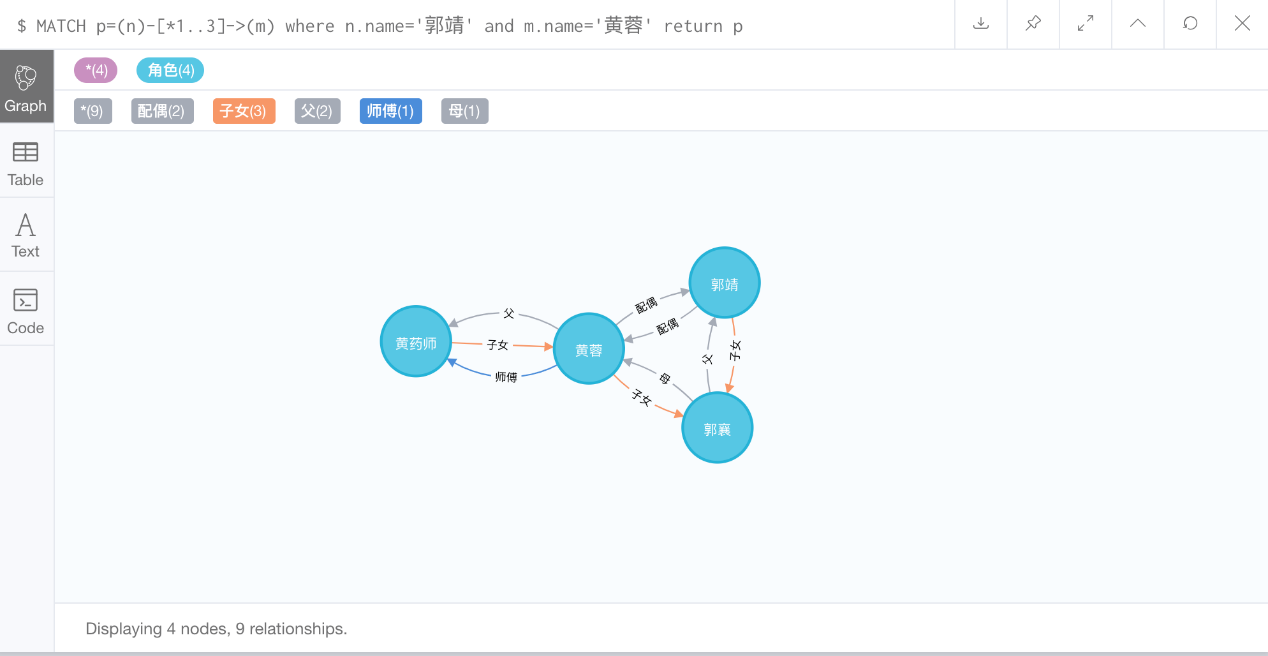 $ MATCH p=(n)-[*1..3]->(m) where n.name='郭靖' and m.name='黄蓉' return p
Graph
*(4) 角色(4)
*(9) 配偶(2) 子女(3) 父(2) 师傅(1) 母(1)
Table
Text
Code
郭靖
配偶
配偶
父
黄药师
子女
黄蓉
父
子女
师傅
母
子女
郭襄
Displaying 4 nodes, 9 relationships.